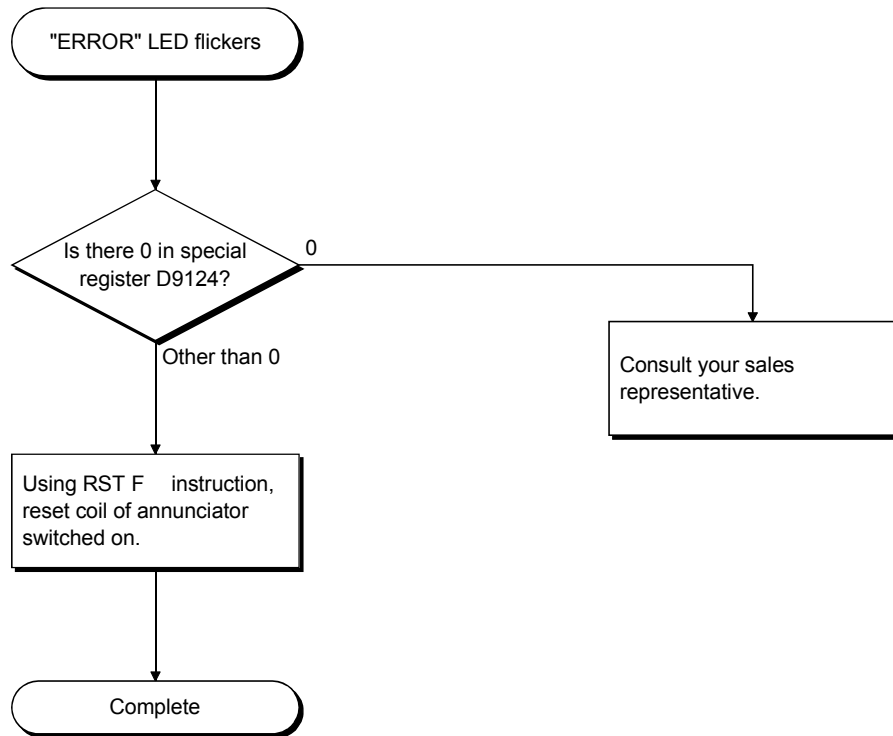 "ERROR" LED flickers
Is there 0 in special
register D9124?
0
Other than 0
Consult your sales
representative.
Using RST F    instruction,
reset coil of annunciator
switched on.
Complete